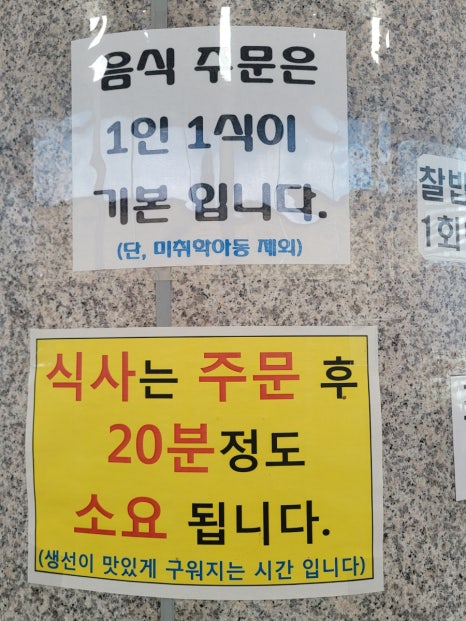 음식 주문은
1인 1식이
기본 입니다.
(단, 미취학아동 제외)
식사는 주문 후
20분정도
소요 됩니다.
(생선이 맛있게 구워지는 시간 입니다)
1회